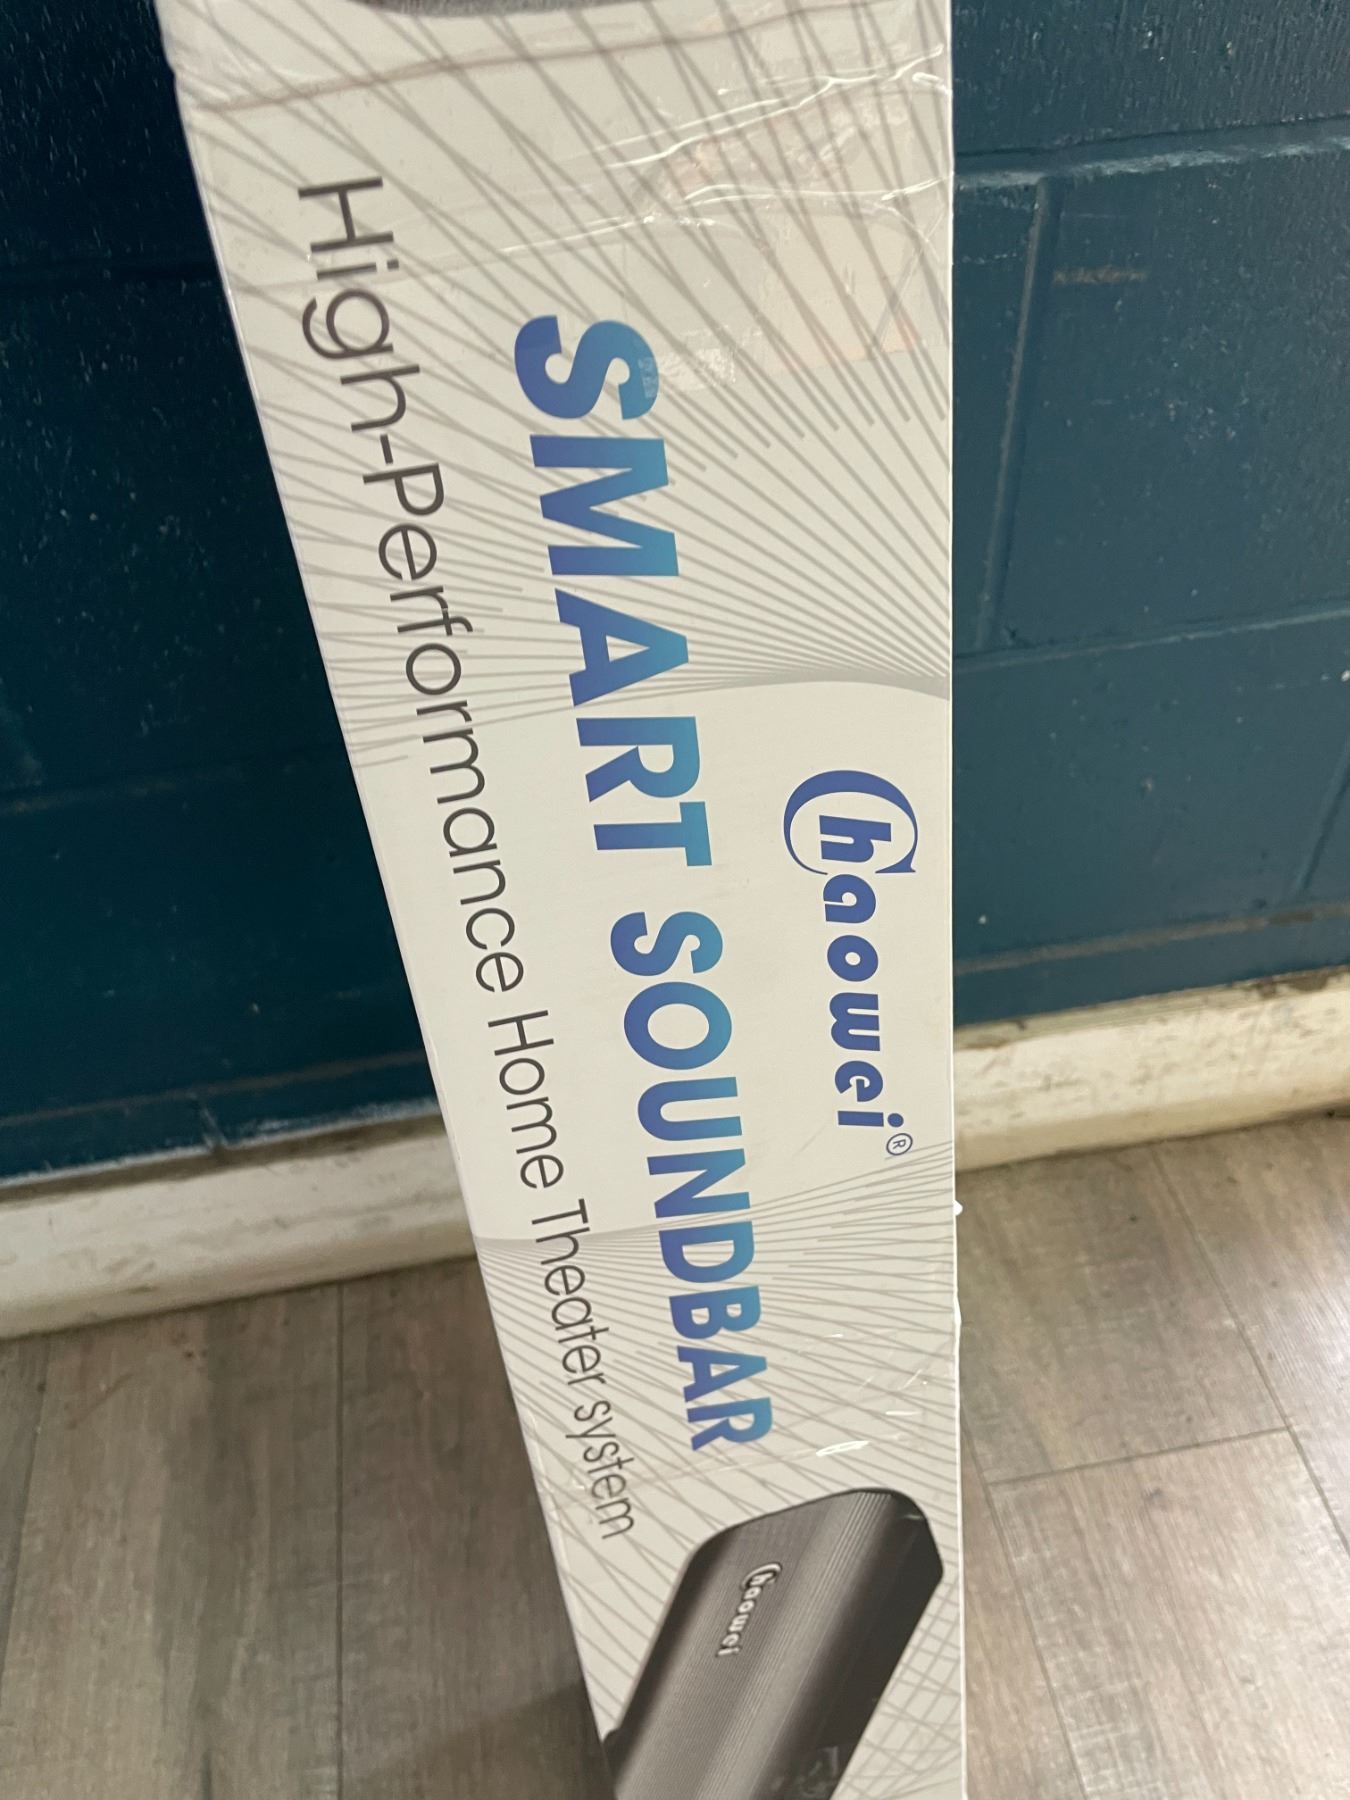 Chaowei®
SMART SOUNDBAR
High-Performance Home Theater system
Chaowei